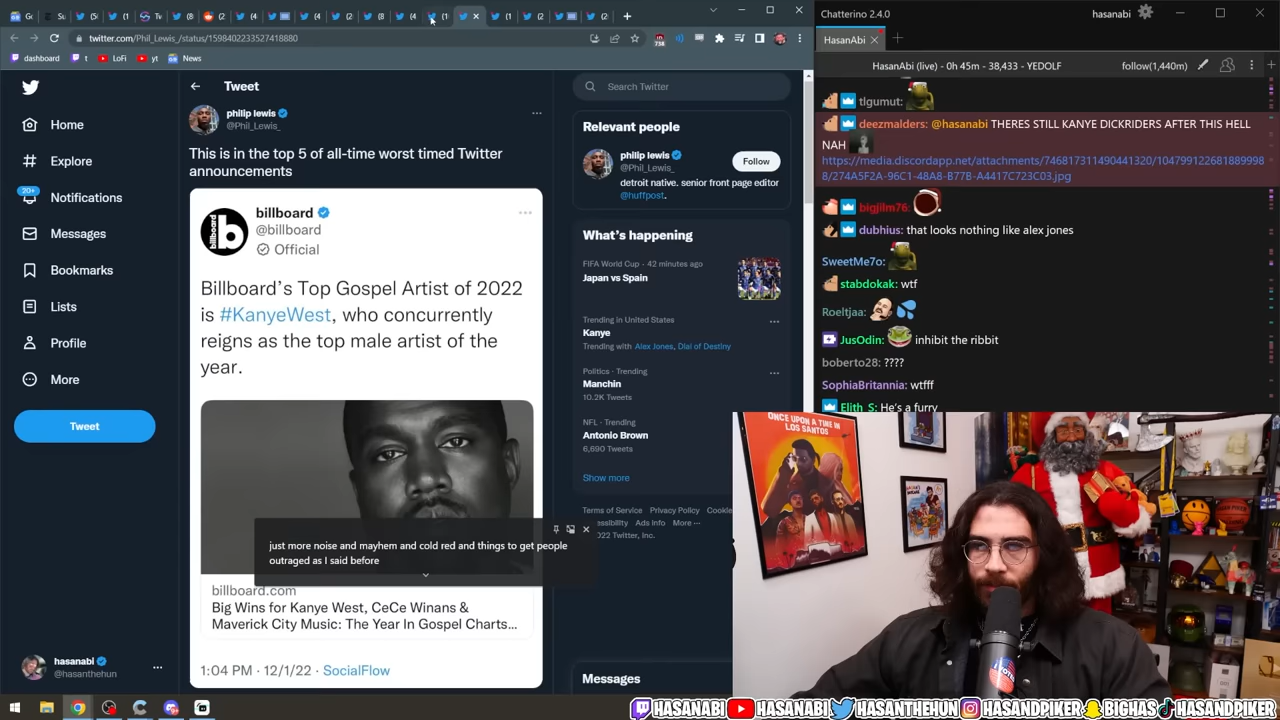 Chatterino 2.4.0
hasanabi
twitter.com/Phil_Lewis_/status/1598402233527418880
738
HasanAbi
dashboard
t
LoFi
yt
News
HasanAbi (live) - 0h 45m - 38,433 - YEDOLF
follow(1,440m)
Tweet
Search Twitter
Home
Explore
20+
Notifications
Messages
Bookmarks
Lists
Profile
More
Tweet
hasanabi
@hasanthehun
philip lewis
@Phil_Lewis_
This is in the top 5 of all-time worst timed Twitter
announcements
billboard
@billboard
Official
Billboard's Top Gospel Artist of 2022
is #KanyeWest, who concurrently
reigns as the top male artist of the
year.
just more noise and mayhem and cold red and things to get people
outraged as I said before
billboard.com
Big Wins for Kanye West, CeCe Winans &
Maverick City Music: The Year In Gospel Charts...
1:04 PM · 12/1/22 · SocialFlow
Relevant people
philip lewis
@Phil_Lewis_
Follow
detroit native. senior front page editor
@huffpost.
What's happening
FIFA World Cup · 42 minutes ago
Japan vs Spain
Trending in United States
Kanye
Trending with Alex Jones, Dial of Destiny
Politics · Trending
Manchin
10.2K Tweets
NFL · Trending
Antonio Brown
6,690 Tweets
Show more
Terms of Service Privacy Policy Cookie
Ads Info More ...
Twitter, Inc.
Messages
tlgumut:
deezmalders: @hasanabi THERES STILL KANYE DICKRIDERS AFTER THIS HELL
NAH
https://media.discordapp.net/attachments/746817311490441320/104799122681889998
8/274A5F2A-96C1-48A8-B77B-A4417C723C03.jpg
bigjilm76:
dubhius: that looks nothing like alex jones
SweetMe7o:
stabdokak: wtf
Roeltjaa:
JusOdin: inhibit the ribbit
boberto28: ????
SophiaBritannia: wtfff
Elith_S: He's a furry
ONCE UPON A TIME IN
LOS SANTOS
HASANABI HASANABI HASANTHEHUN HASANDPIKER BIGHAS HASANDPIKER